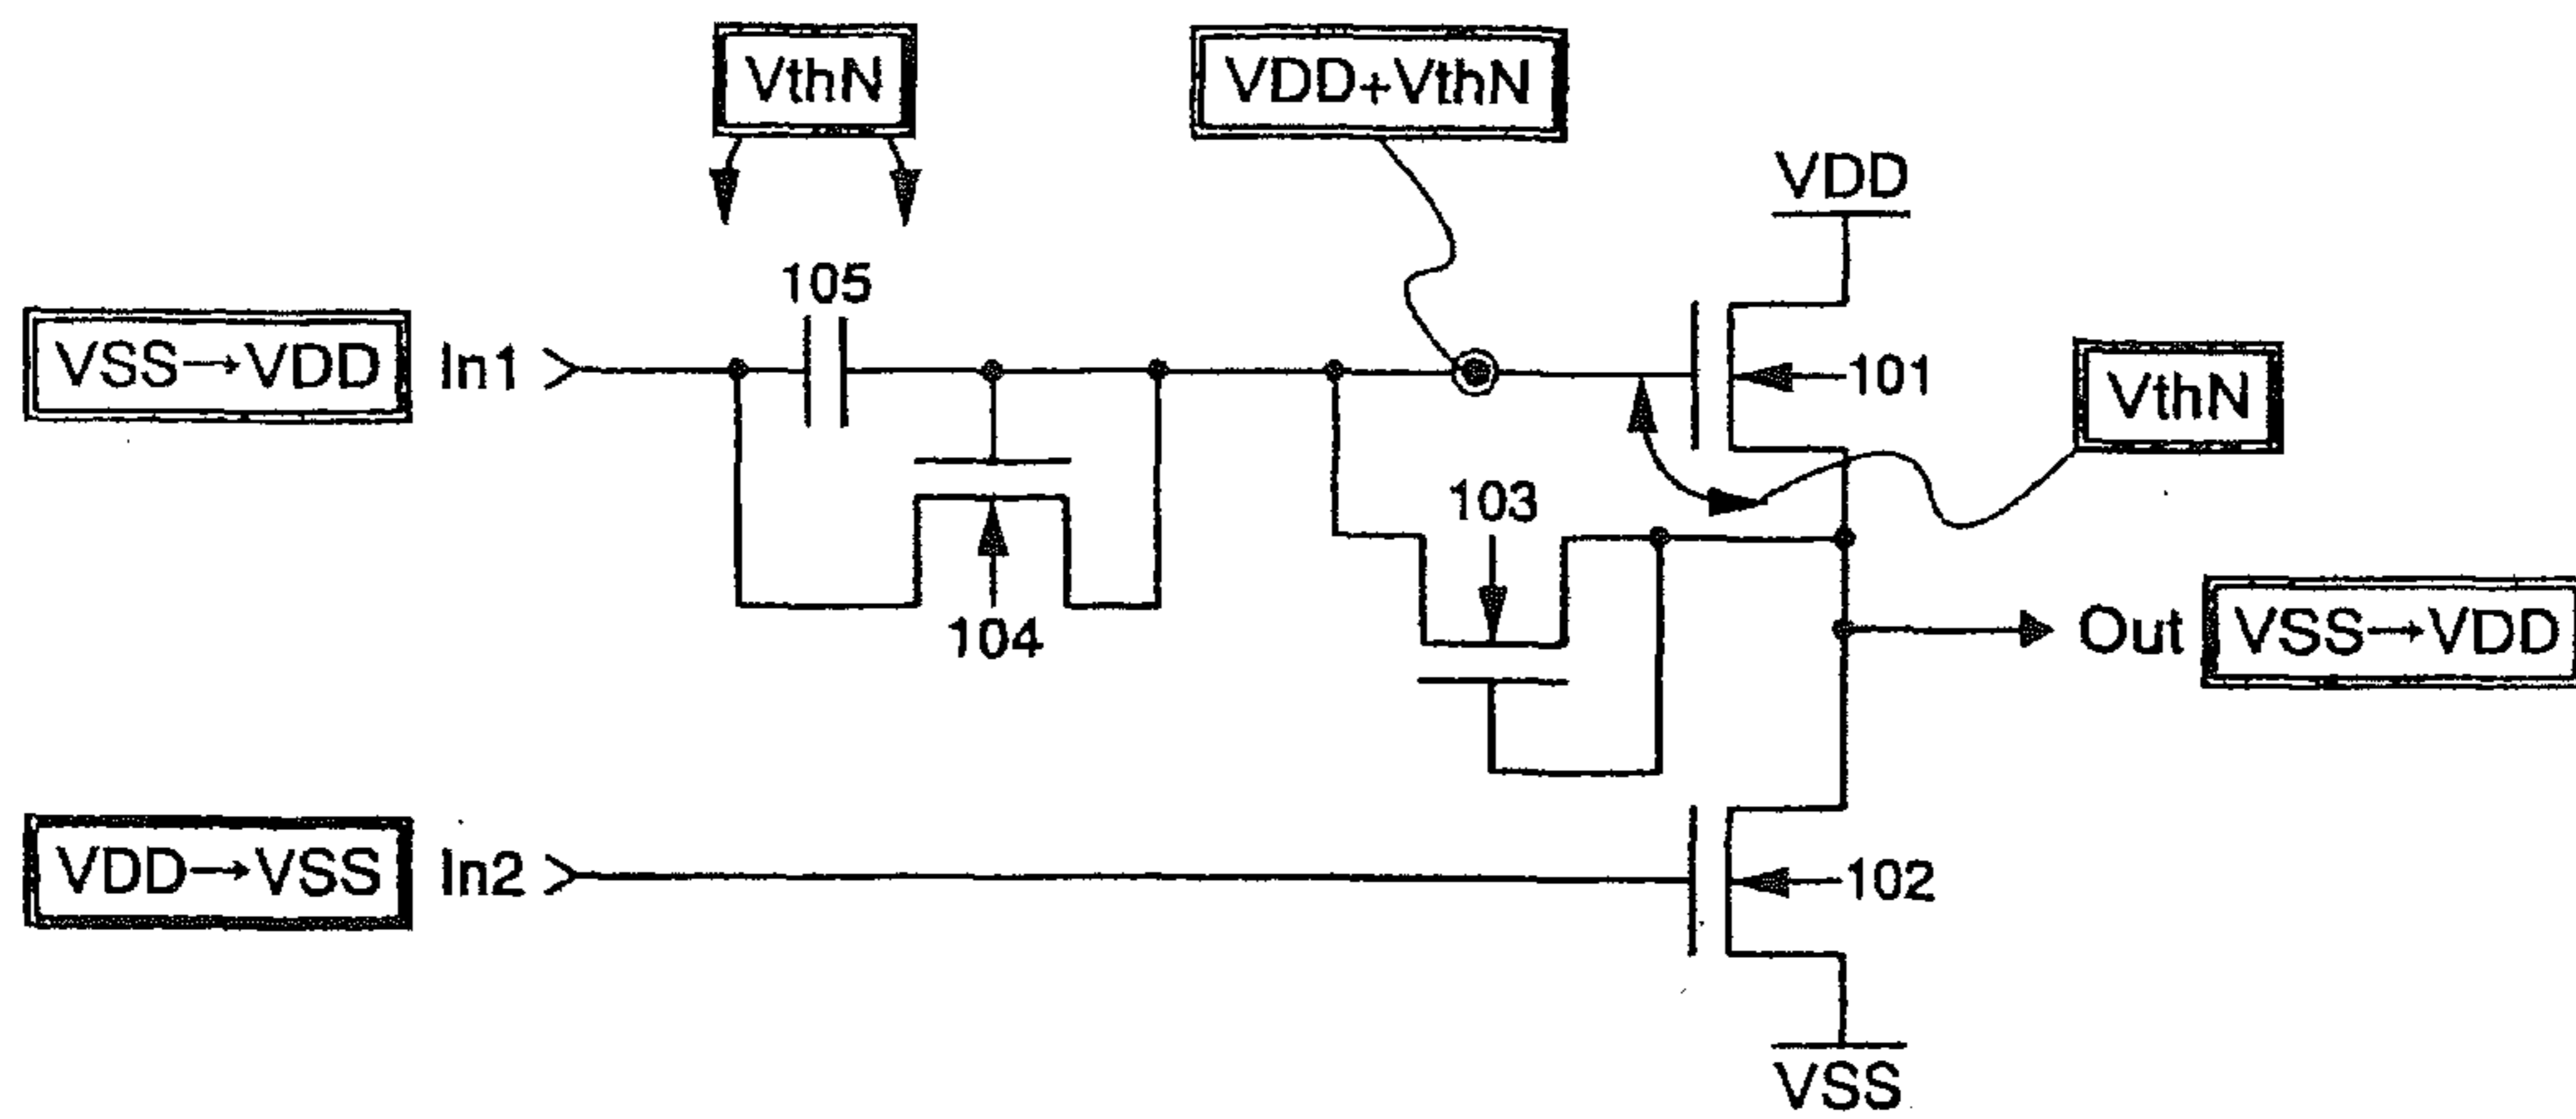 VthN
VDD+VthN
VDD
105
VSS→VDD
In1
101
VthN
103
104
Out
VSS→VDD
VDD→VSS
In2
102
VSS